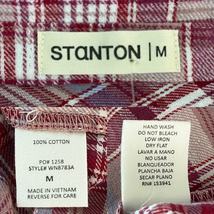 STANTON | M
100% COTTON
PO# 1258
STYLE# WN8783A
M
MADE IN VIETNAM
REVERSE FOR CARE
HAND WASH
DO NOT BLEACH
LOW IRON
DRY FLAT
LAVAR A MANO
NO USAR
BLANQUEADOR
PLANCHA BAJA
SECAR PLANO
RN# 153941